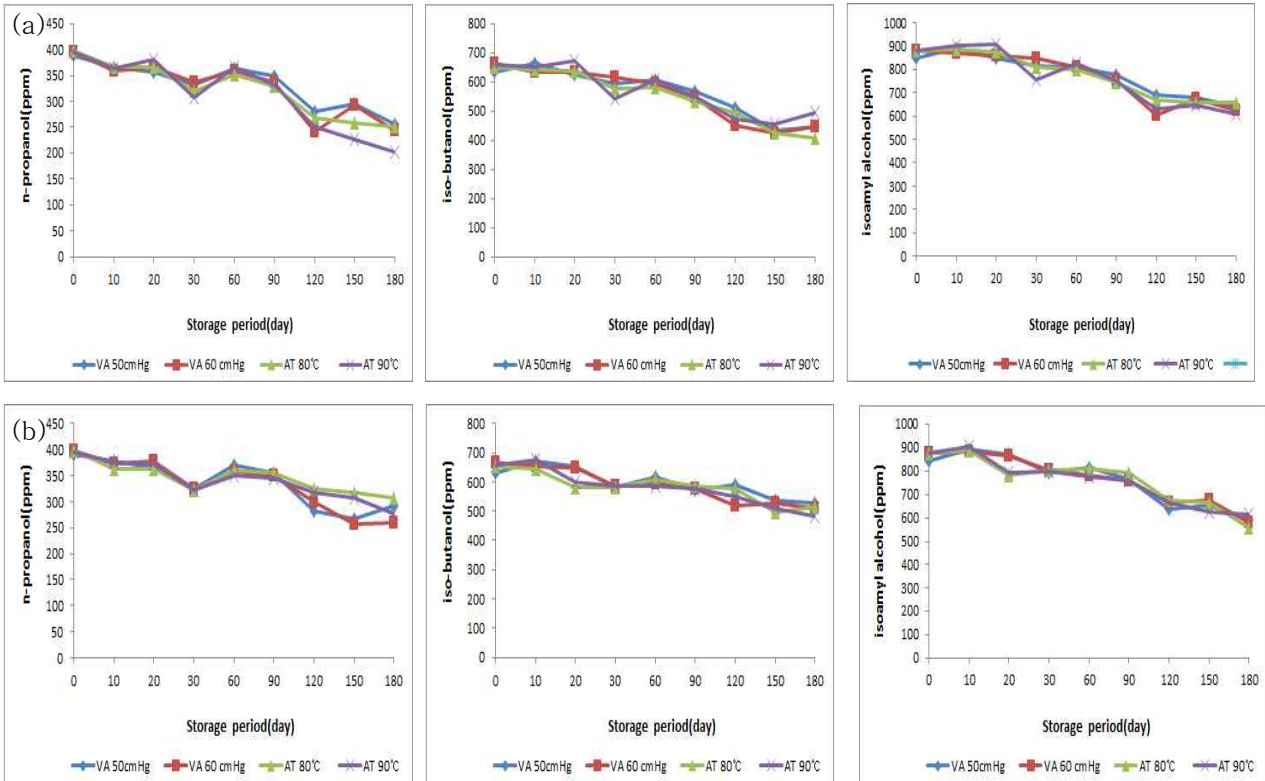 (a)
n-propanol(ppm)
450
400
350
300
250
200
150
100
50
0
0 10 20 30 60 90 120 150 180
Storage period(day)
VA 50cmHg VA 60 cmHg AT 80℃ AT 90℃
iso-butanol(ppm)
800
700
600
500
400
300
200
100
0
0 10 20 30 60 90 120 150 180
Storage period(day)
VA 50cmHg VA 60 cmHg AT 80℃ AT 90℃
isoamyl alcohol(ppm)
1000
900
800
700
600
500
400
300
200
100
0
0 10 20 30 60 90 120 150 180
Storage period(day)
VA 50cmHg VA 60 cmHg AT 80℃ AT 90℃
(b)
n-propanol(ppm)
450
400
350
300
250
200
150
100
50
0
0 10 20 30 60 90 120 150 180
Storage period(day)
VA 50cmHg VA 60 cmHg AT 80℃ AT 90℃
iso-butanol(ppm)
800
700
600
500
400
300
200
100
0
0 10 20 30 60 90 120 150 180
Storage period(day)
VA 50cmHg VA 60 cmHg AT 80℃ AT 90℃
isoamyl alcohol(ppm)
1000
900
800
700
600
500
400
300
200
100
0
0 10 20 30 60 90 120 150 180
Storage period(day)
VA 50cmHg VA 60 cmHg AT 80℃ AT 90℃